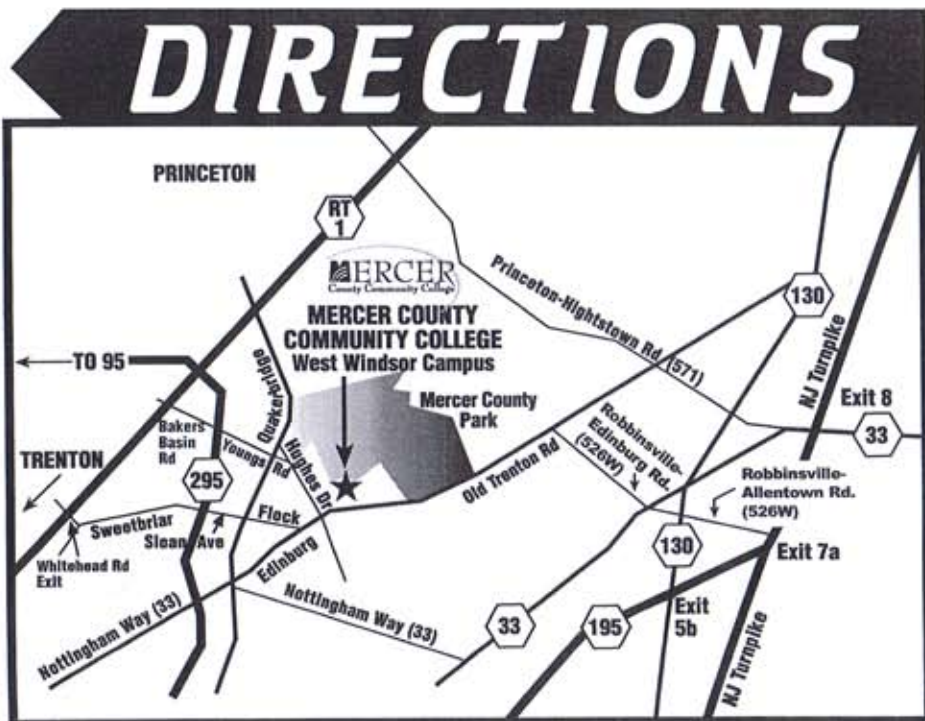 DIRECTIONS
PRINCETON
RT
1
MERCER
County Community College
MERCER COUNTY
COMMUNITY COLLEGE
West Windsor Campus
Princeton-Hightstown Rd (571)
130
NJ Turnpike
TO 95
Quakerbridge
Mercer County
Park
Exit 8
33
Bakers
Basin
Rd
Youngs Rd
Hughes Dr
Old Trenton Rd
Robbinsville-
Edinburg Rd.
(526W)
Robbinsville-
Allentown Rd.
(526W)
TRENTON
295
Sweetbriar
Flock
Sloan Ave
Whitehead Rd
Exit
Edinburg
130
Exit 7a
Nottingham Way (33)
Nottingham Way (33)
33
195
Exit
5b
NJ Turnpike